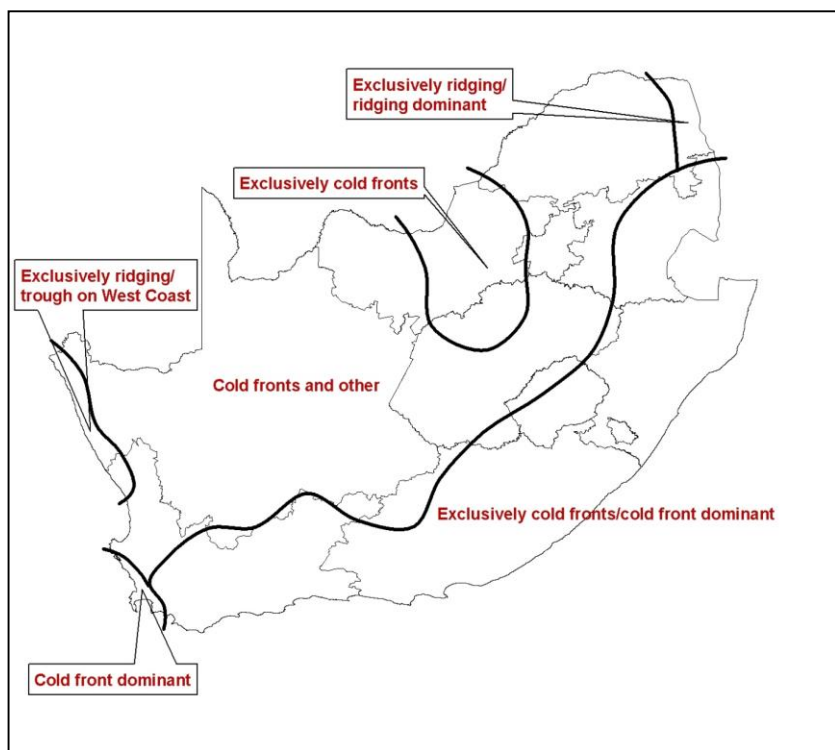 Exclusively ridging/
ridging dominant
Exclusively cold fronts
Exclusively ridging/
trough on West Coast
Cold fronts and other
Exclusively cold fronts/cold front dominant
Cold front dominant